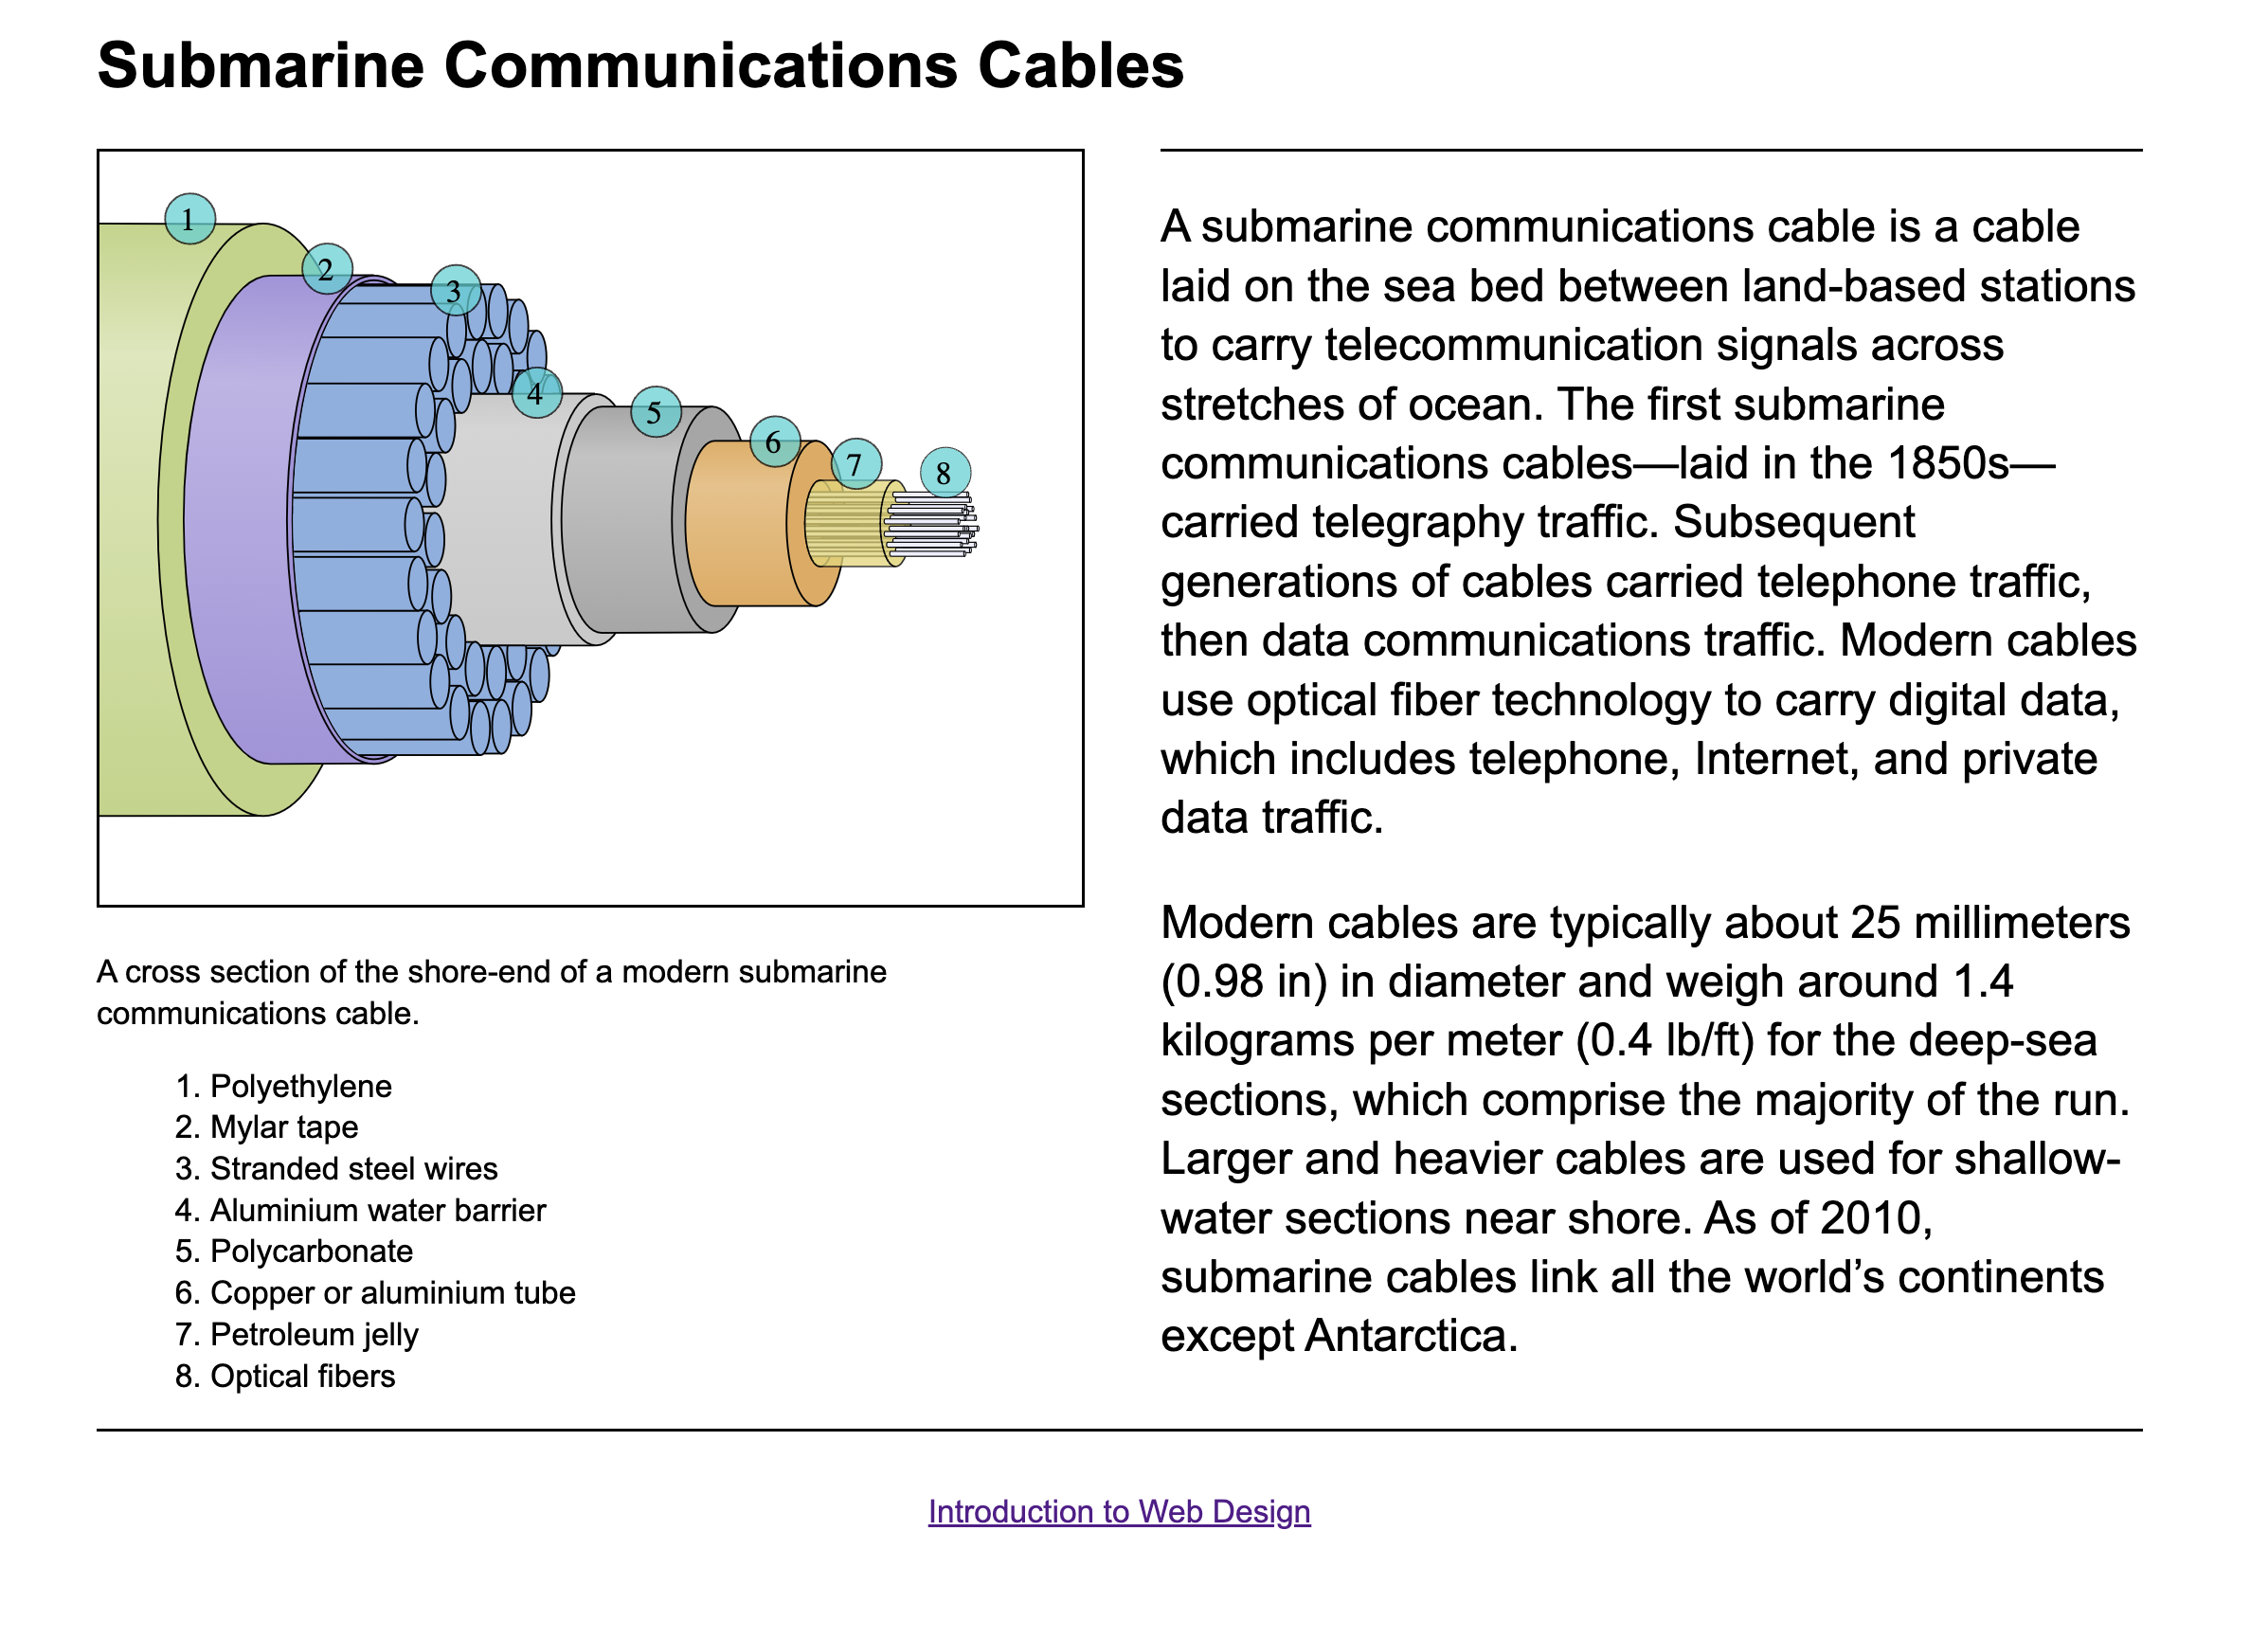 Submarine Communications Cables
1
2
3
4
5
6
7
8
A cross section of the shore-end of a modern submarine
communications cable.
1. Polyethylene
2. Mylar tape
3. Stranded steel wires
4. Aluminium water barrier
5. Polycarbonate
6. Copper or aluminium tube
7. Petroleum jelly
8. Optical fibers
A submarine communications cable is a cable
laid on the sea bed between land-based stations
to carry telecommunication signals across
stretches of ocean. The first submarine
communications cables—laid in the 1850s—
carried telegraphy traffic. Subsequent
generations of cables carried telephone traffic,
then data communications traffic. Modern cables
use optical fiber technology to carry digital data,
which includes telephone, Internet, and private
data traffic.
Modern cables are typically about 25 millimeters
(0.98 in) in diameter and weigh around 1.4
kilograms per meter (0.4 lb/ft) for the deep-sea
sections, which comprise the majority of the run.
Larger and heavier cables are used for shallow-
water sections near shore. As of 2010,
submarine cables link all the world’s continents
except Antarctica.
Introduction to Web Design